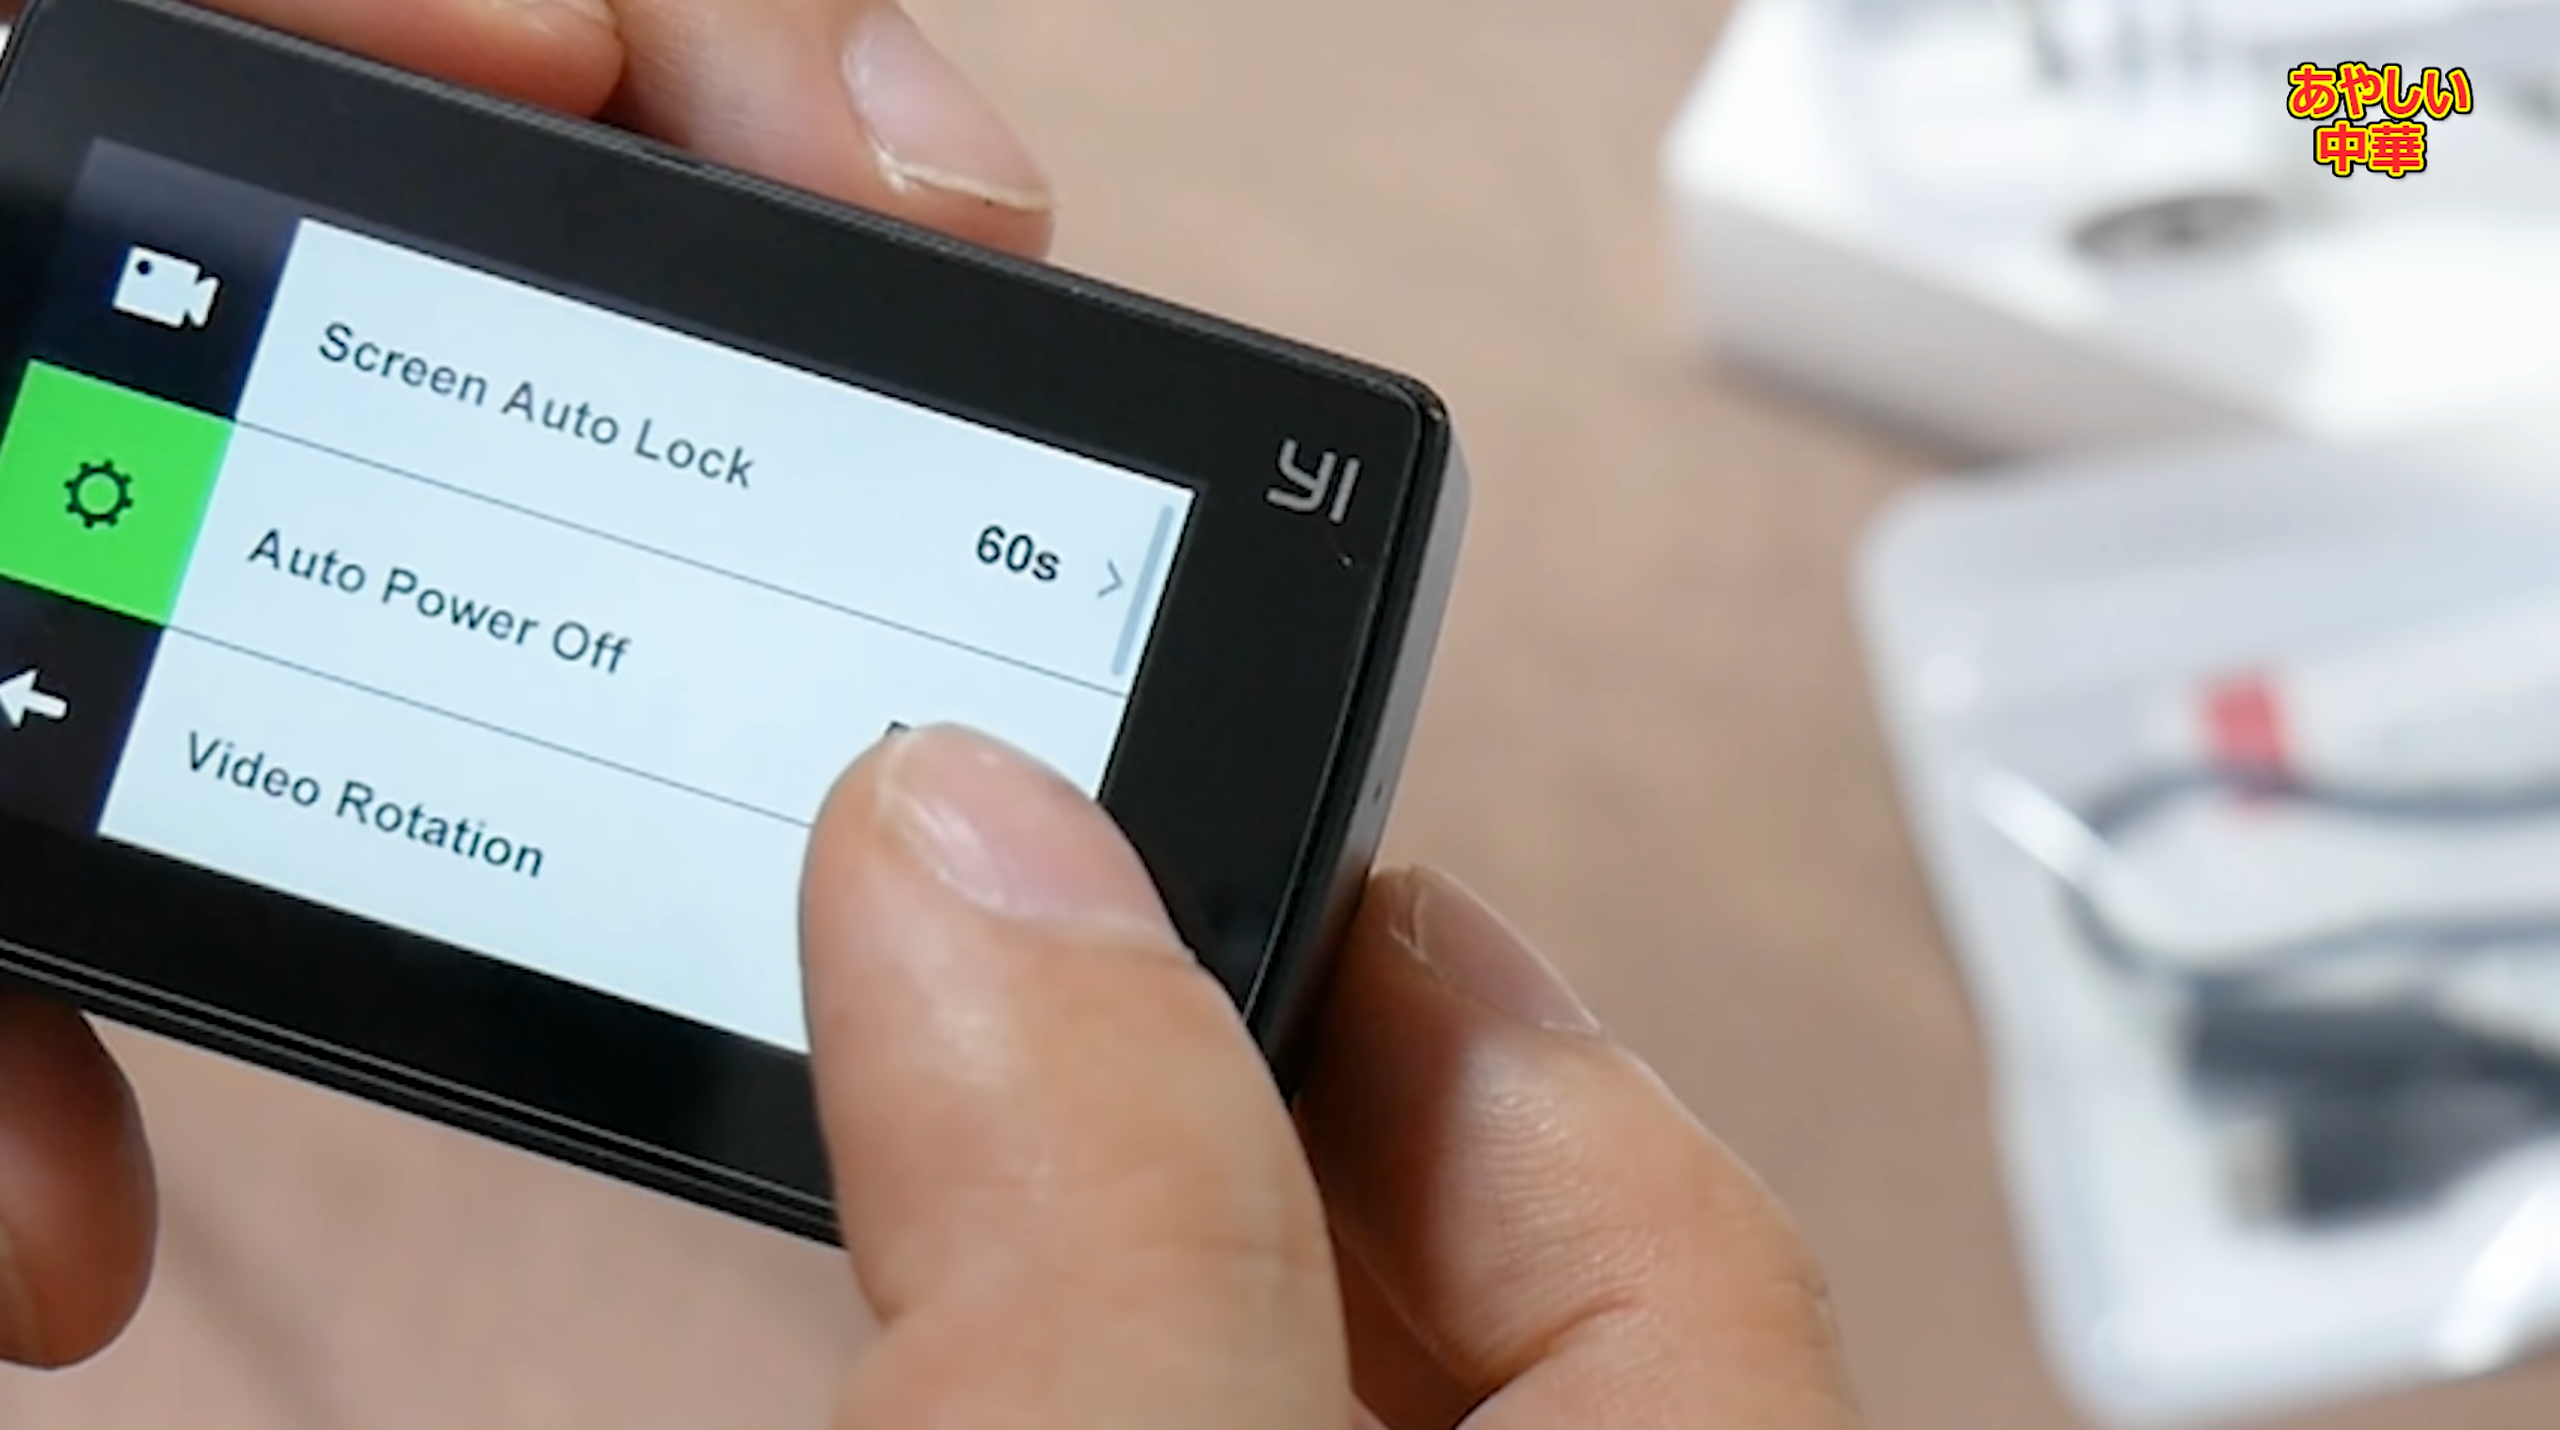 あやしい
中華
YI
Screen Auto Lock
60s
Auto Power Off
Video Rotation